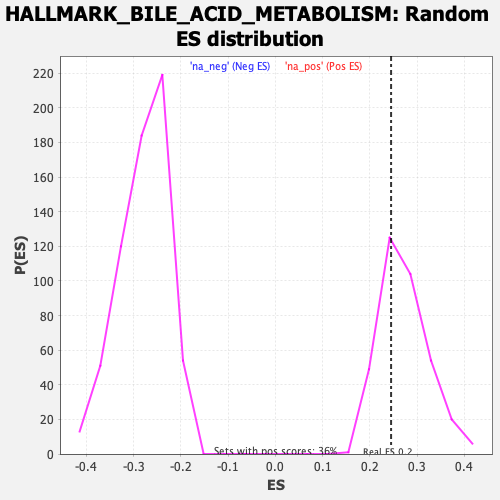 HALLMARK_BILE_ACID_METABOLISM: Random
ES distribution
'na_neg' (Neg ES) 'na_pos' (Pos ES)
220
200
180
160
140
120
100
80
60
40
20
0
P(ES)
Sets with pos scores: 36%
Real ES 0.2
-0.4 -0.3 -0.2 -0.1 0.0 0.1 0.2 0.3 0.4
ES